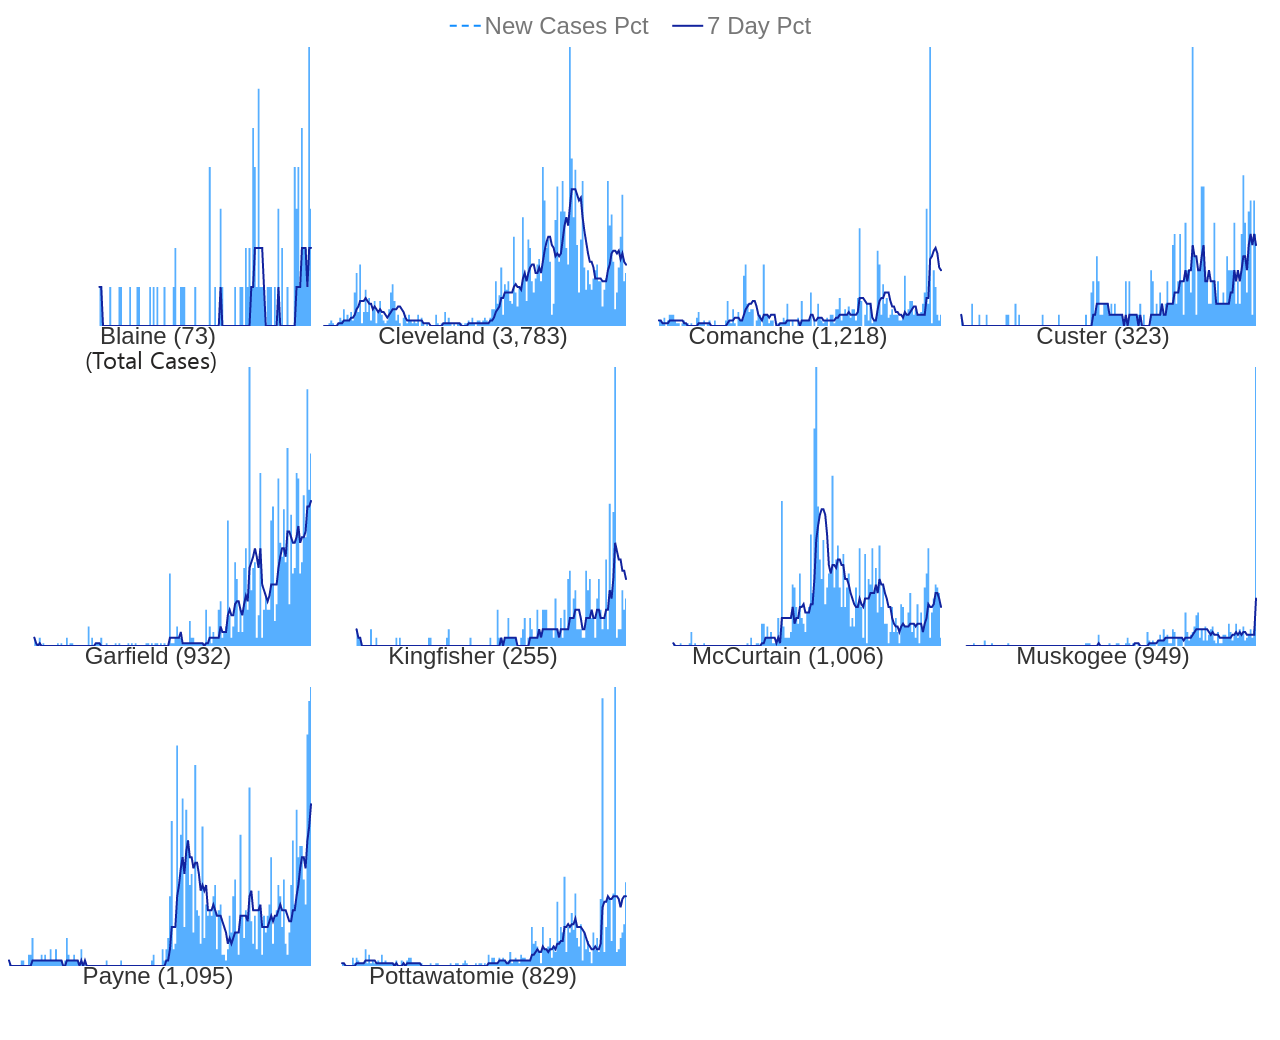 New Cases Pct 7 Day Pct
Blaine (73) Cleveland (3,783) Comanche (1,218) Custer (323)
(Total Cases)
Garfield (932) Kingfisher (255) McCurtain (1,006) Muskogee (949)
Payne (1,095) Pottawatomie (829)